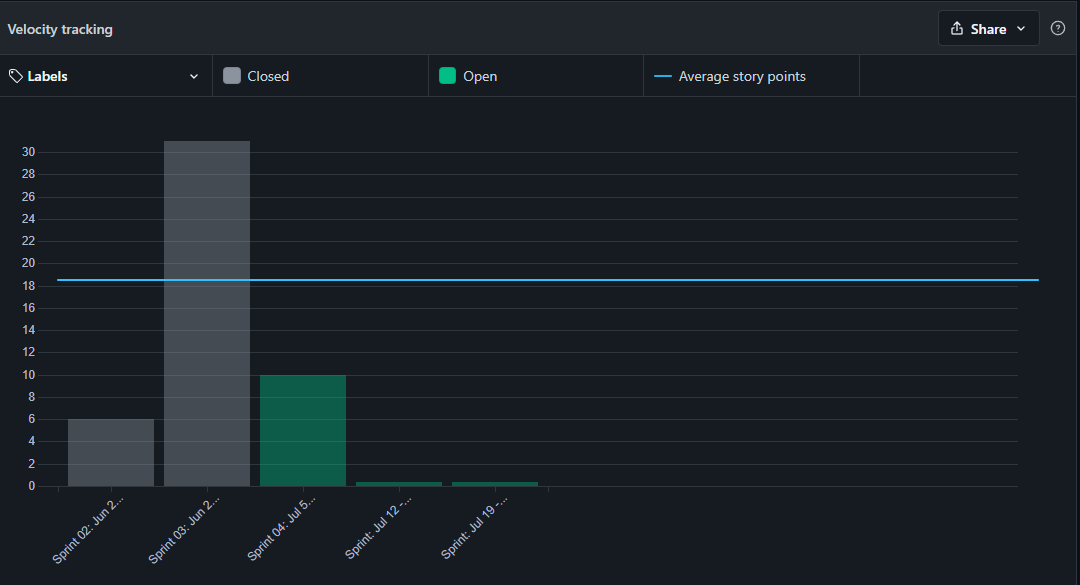 Velocity tracking
Share
Labels
Closed
Open
Average story points
30
28
26
24
22
20
18
16
14
12
10
8
6
4
2
0
Sprint 02: Jun 2...
Sprint 03: Jun 2...
Sprint 04: Jul 5...
Sprint: Jul 12 -...
Sprint: Jul 19 -...